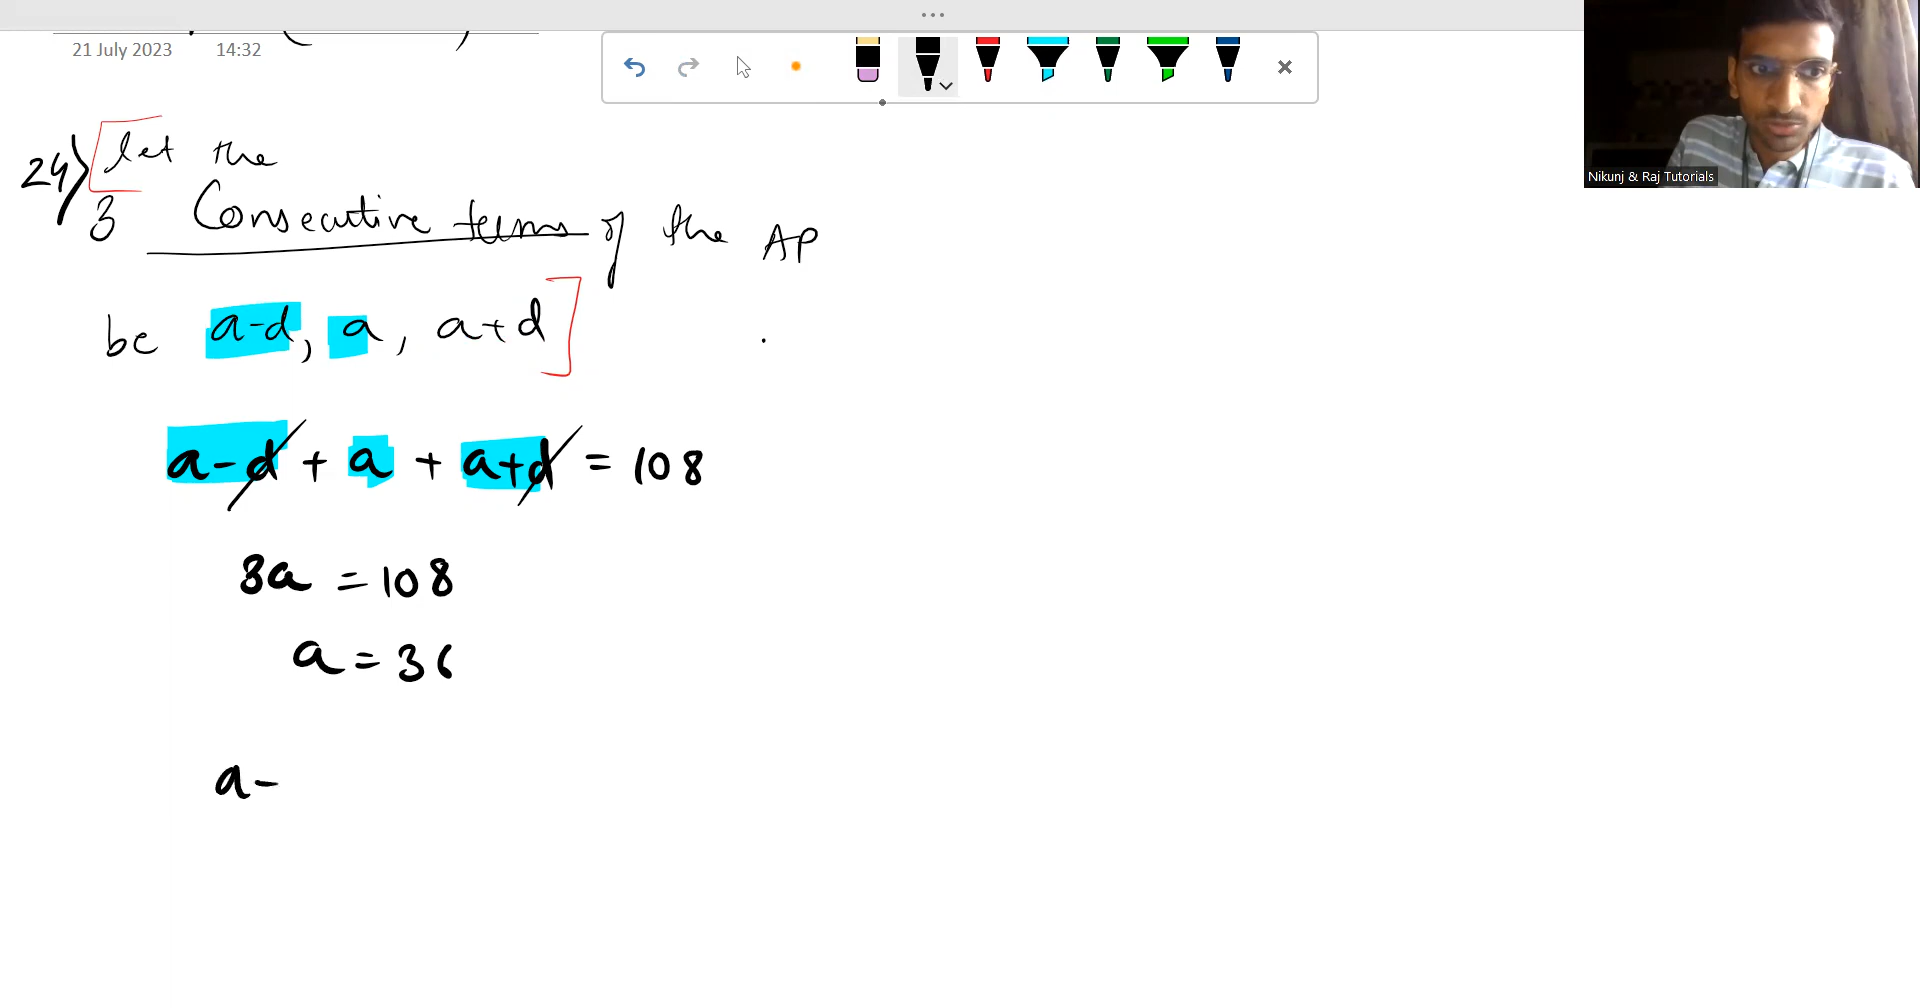 21 July 2023 14:32
24) let the
3 Consecutive terms of the AP
be a-d, a, a+d
a-d + a + a+d = 108
3a = 108
a = 36
a-
Nikunj & Raj Tutorials